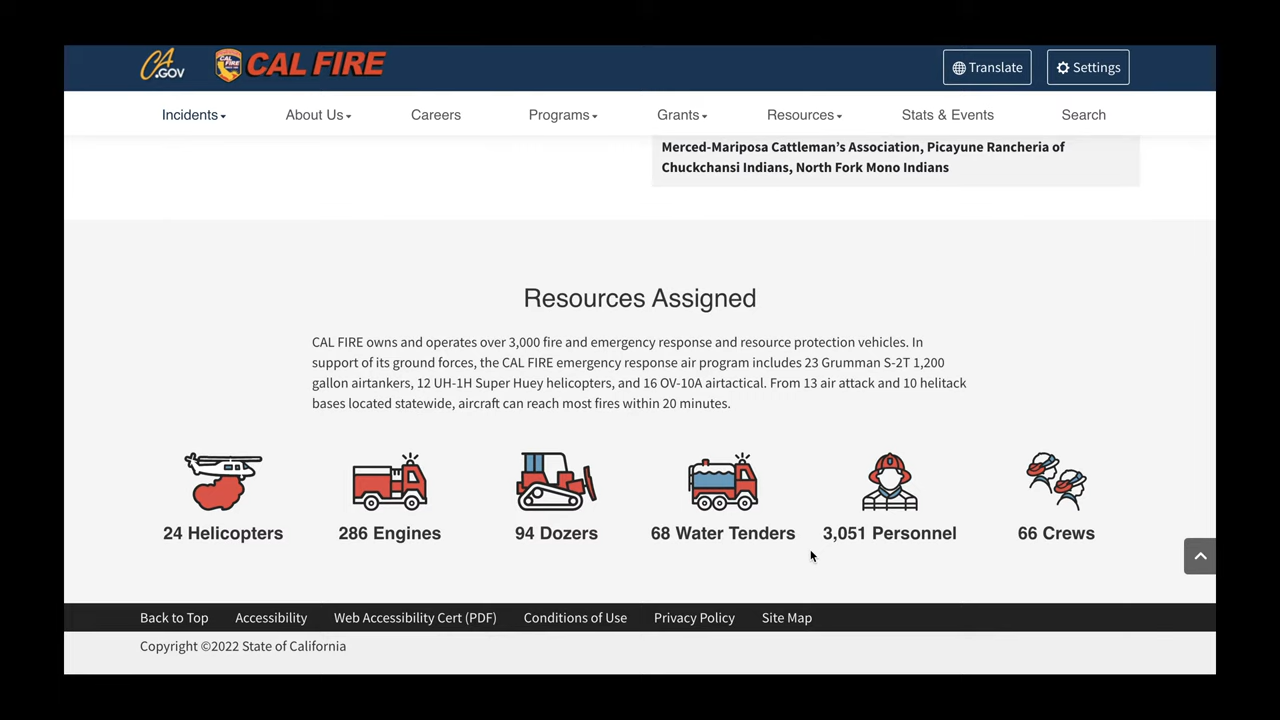 CA.GOV CAL FIRE CAL FIRE Translate Settings
Incidents About Us Careers Programs Grants Resources Stats & Events Search
Merced-Mariposa Cattleman’s Association, Picayune Rancheria of
Chuckchansi Indians, North Fork Mono Indians
Resources Assigned
CAL FIRE owns and operates over 3,000 fire and emergency response and resource protection vehicles. In
support of its ground forces, the CAL FIRE emergency response air program includes 23 Grumman S-2T 1,200
gallon airtankers, 12 UH-1H Super Huey helicopters, and 16 OV-10A airtactical. From 13 air attack and 10 helitack
bases located statewide, aircraft can reach most fires within 20 minutes.
24 Helicopters 286 Engines 94 Dozers 68 Water Tenders 3,051 Personnel 66 Crews
Back to Top Accessibility Web Accessibility Cert (PDF) Conditions of Use Privacy Policy Site Map
Copyright ©2022 State of California